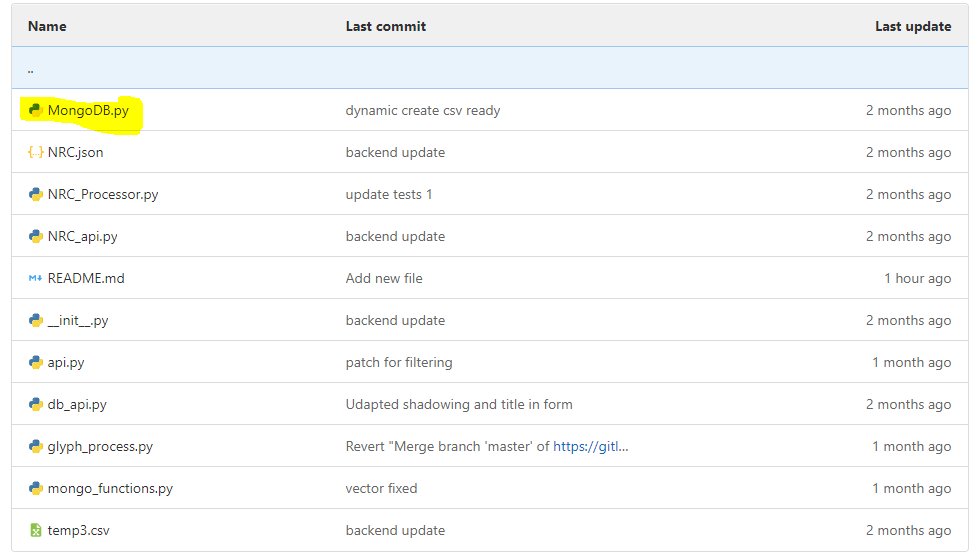 Name Last commit Last update
..
MongoDB.py dynamic create csv ready 2 months ago
{..} NRC.json backend update 2 months ago
NRC_Processor.py update tests 1 2 months ago
NRC_api.py backend update 2 months ago
M↓ README.md Add new file 1 hour ago
__init__.py backend update 2 months ago
api.py patch for filtering 1 month ago
db_api.py Udapted shadowing and title in form 2 months ago
glyph_process.py Revert "Merge branch 'master' of https://gitl... 1 month ago
mongo_functions.py vector fixed 1 month ago
temp3.csv backend update 2 months ago